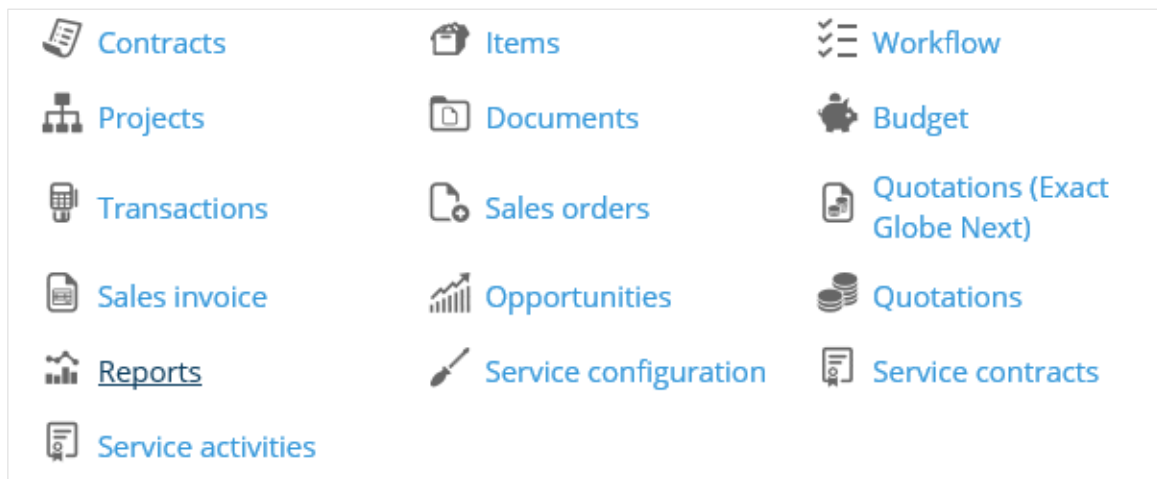 Contracts
Items
Workflow
Projects
Documents
Budget
Transactions
Sales orders
Quotations (Exact
Globe Next)
Sales invoice
Opportunities
Quotations
Reports
Service configuration
Service contracts
Service activities